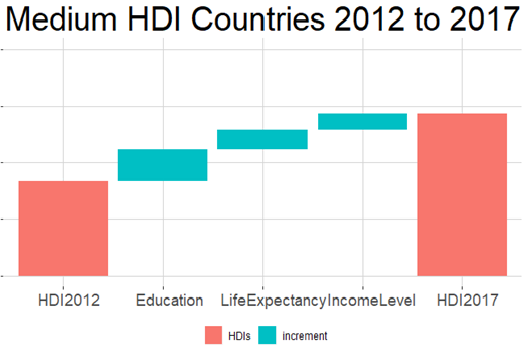 Medium HDI Countries 2012 to 2017
HDI2012 Education LifeExpectancy IncomeLevel HDI2017
HDIs increment